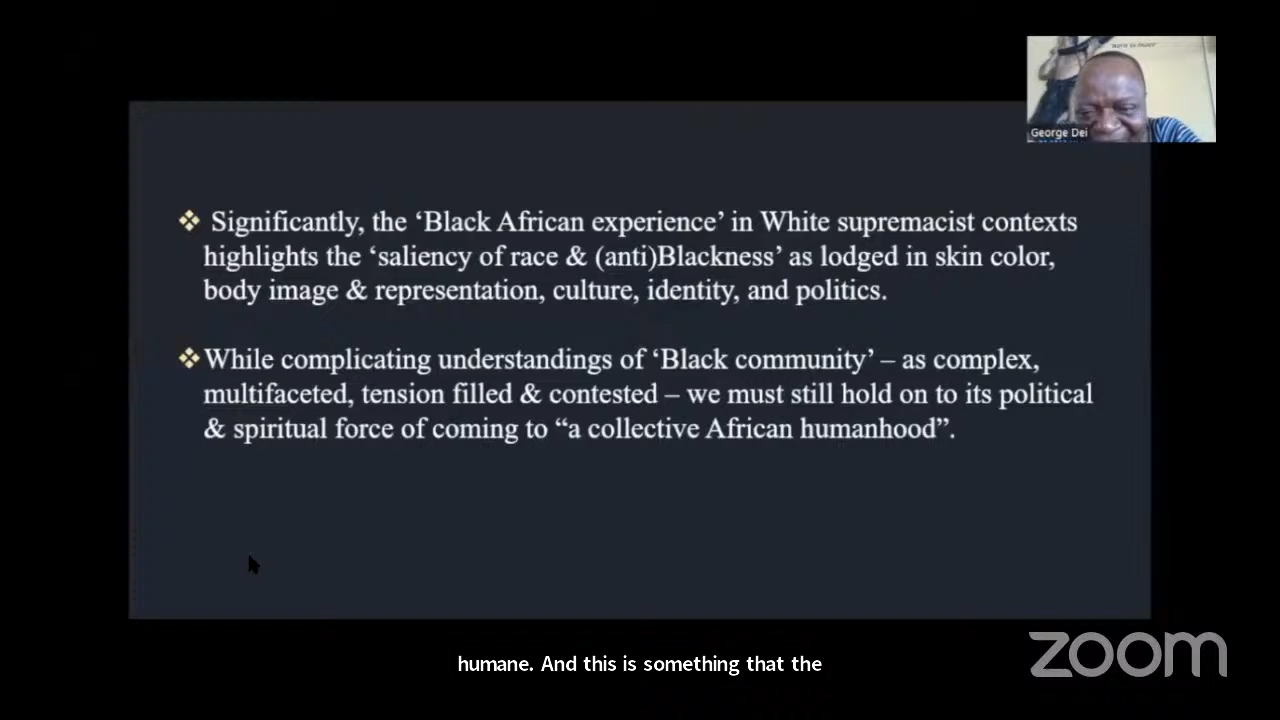 George Dei
❖ Significantly, the ‘Black African experience’ in White supremacist contexts
highlights the ‘saliency of race & (anti)Blackness’ as lodged in skin color,
body image & representation, culture, identity, and politics.
❖While complicating understandings of ‘Black community’ – as complex,
multifaceted, tension filled & contested – we must still hold on to its political
& spiritual force of coming to “a collective African humanhood”.
humane. And this is something that the
zoom